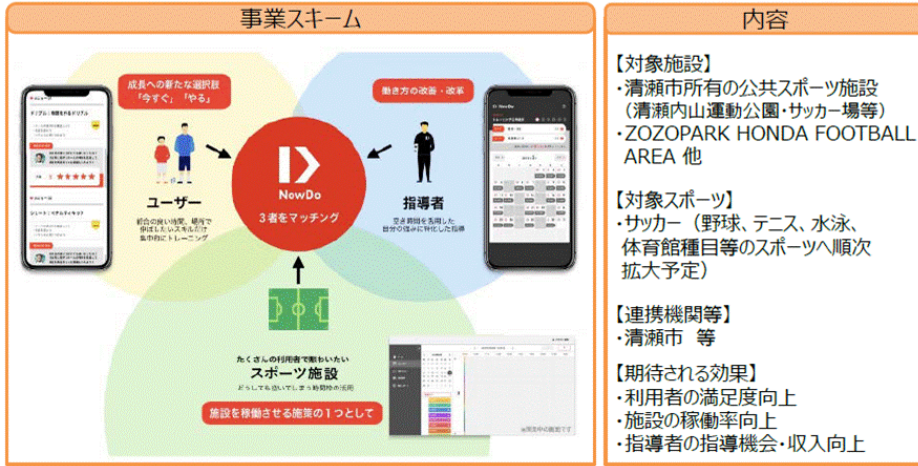 事業スキーム
成長への新たな選択肢
「今すぐ」「やる」
働き方の改善・改革
NowDo
3者をマッチング
ユーザー
都合の良い時間、場所で
伸ばしたいスキルだけ
集中的にトレーニング
指導者
空き時間を活用した
自分の強みに特化した指導
たくさんの利用者で賑わいたい
スポーツ施設
どうしても空いてしまう時間枠の活用
施設を稼働させる施策の1つとして
※開発中の画面です
内容
【対象施設】
・清瀬市所有の公共スポーツ施設
（清瀬内山運動公園・サッカー場等）
・ZOZOPARK HONDA FOOTBALL
AREA 他
【対象スポーツ】
・サッカー（野球、テニス、水泳、
体育館種目等のスポーツへ順次
拡大予定）
【連携機関等】
・清瀬市 等
【期待される効果】
・利用者の満足度向上
・施設の稼働率向上
・指導者の指導機会・収入向上